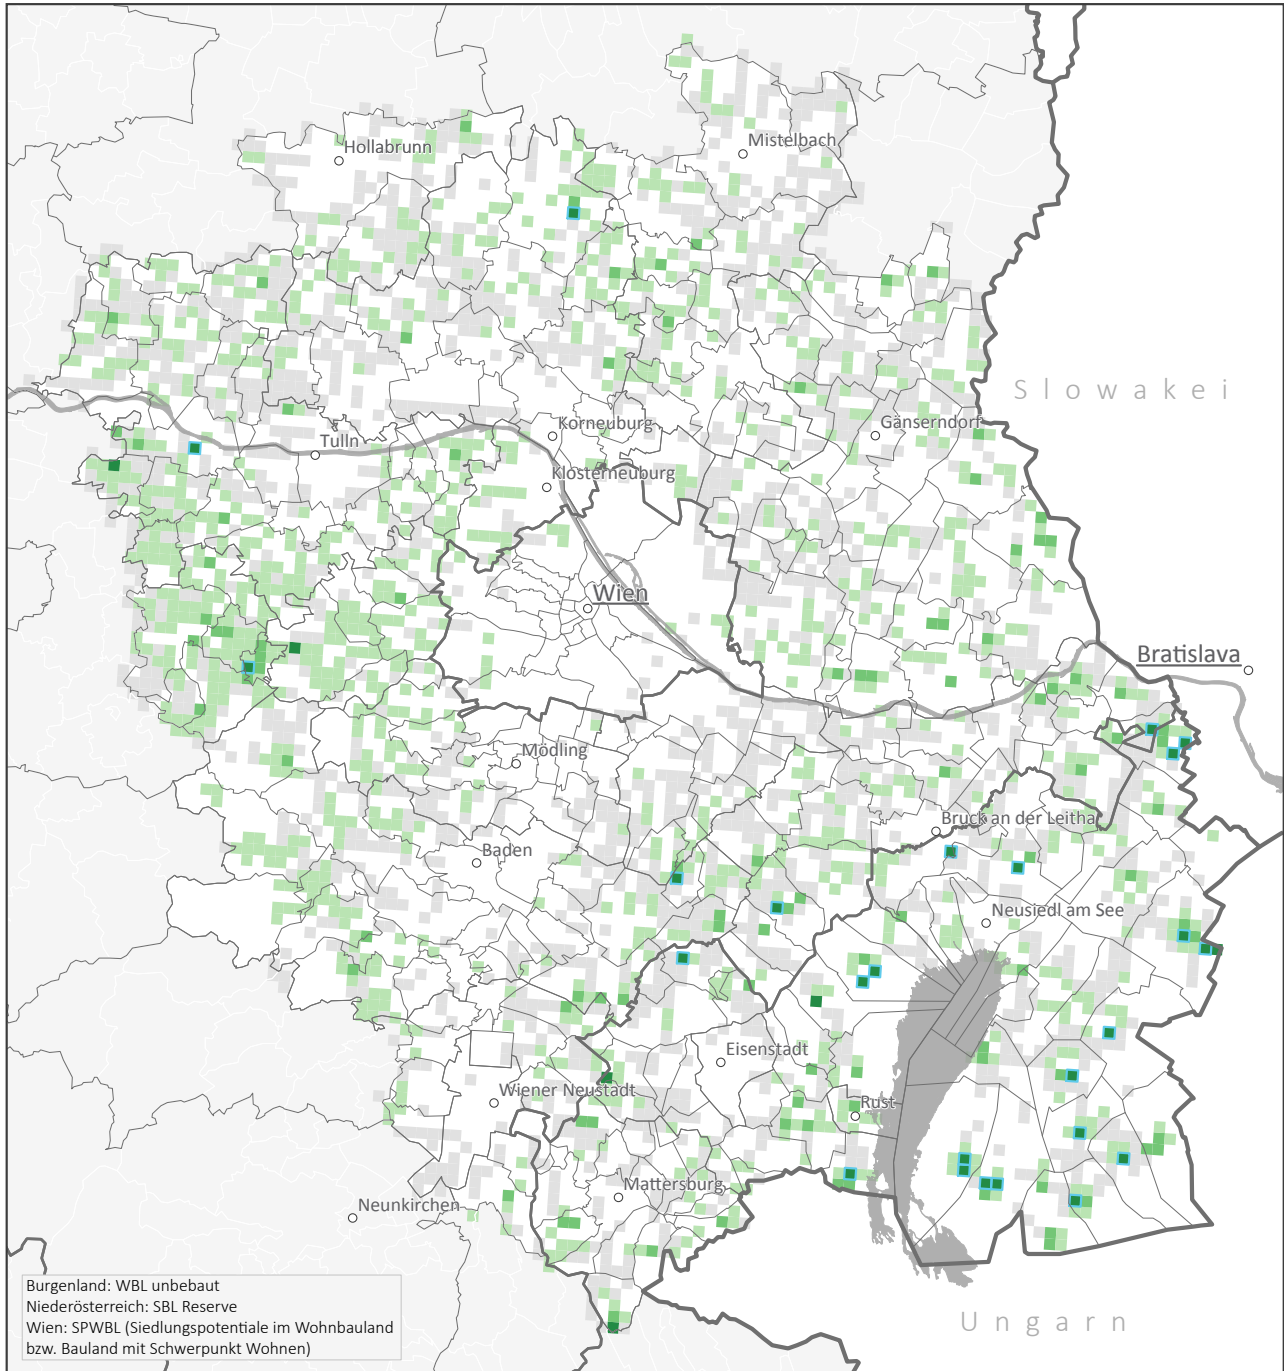 Mistelbach
Hollabrunn
Slowakei
Korneuburg
Gänserndorf
Tulln
Klosterneuburg
Wien
Bratislava
Mödling
Bruck an der Leitha
Baden
Neusiedl am See
Eisenstadt
Wiener Neustadt
Rust
Mattersburg
Neunkirchen
Burgenland: WBL unbebaut
Niederösterreich: SBL Reserve
Wien: SPWBL (Siedlungspotentiale im Wohnbauland
bzw. Bauland mit Schwerpunkt Wohnen)
Ungarn